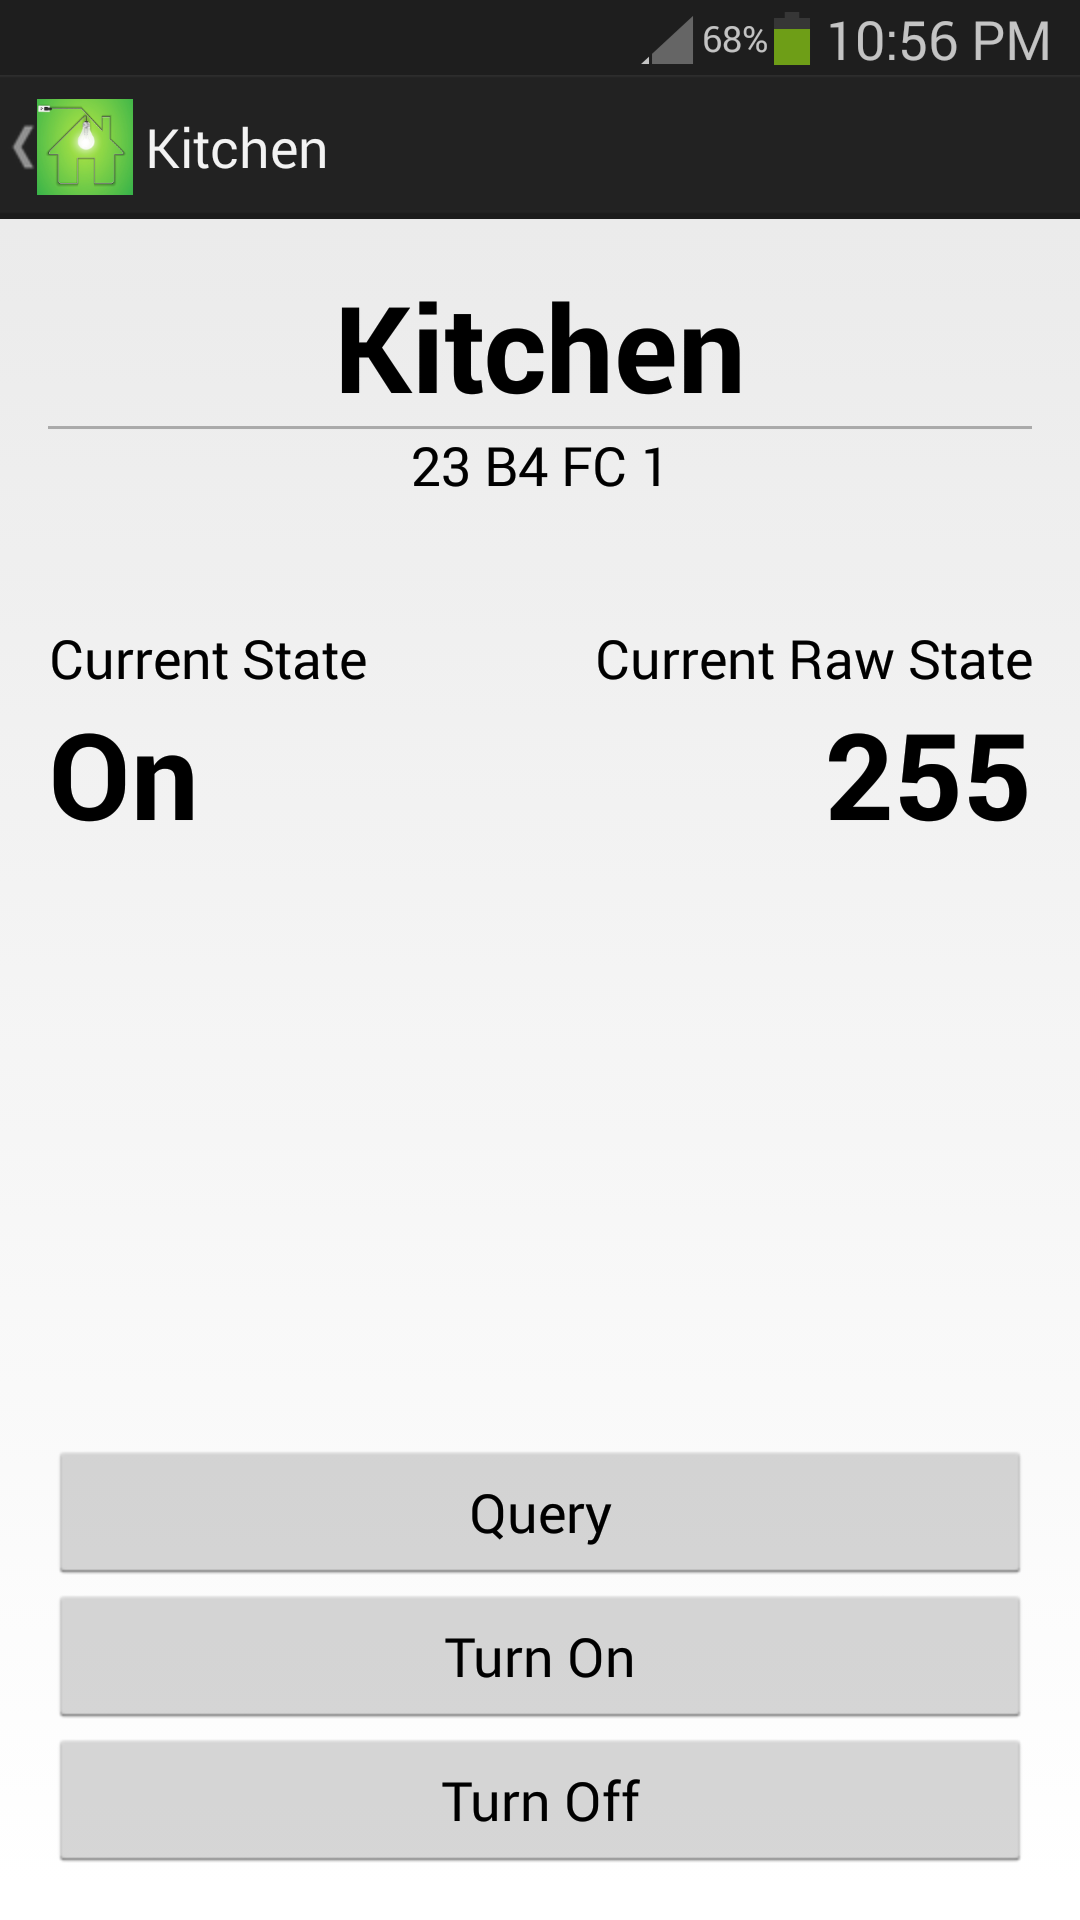 68% 10:56 PM
Kitchen
Kitchen
23 B4 FC 1
Current State Current Raw State
On 255
Query
Turn On
Turn Off